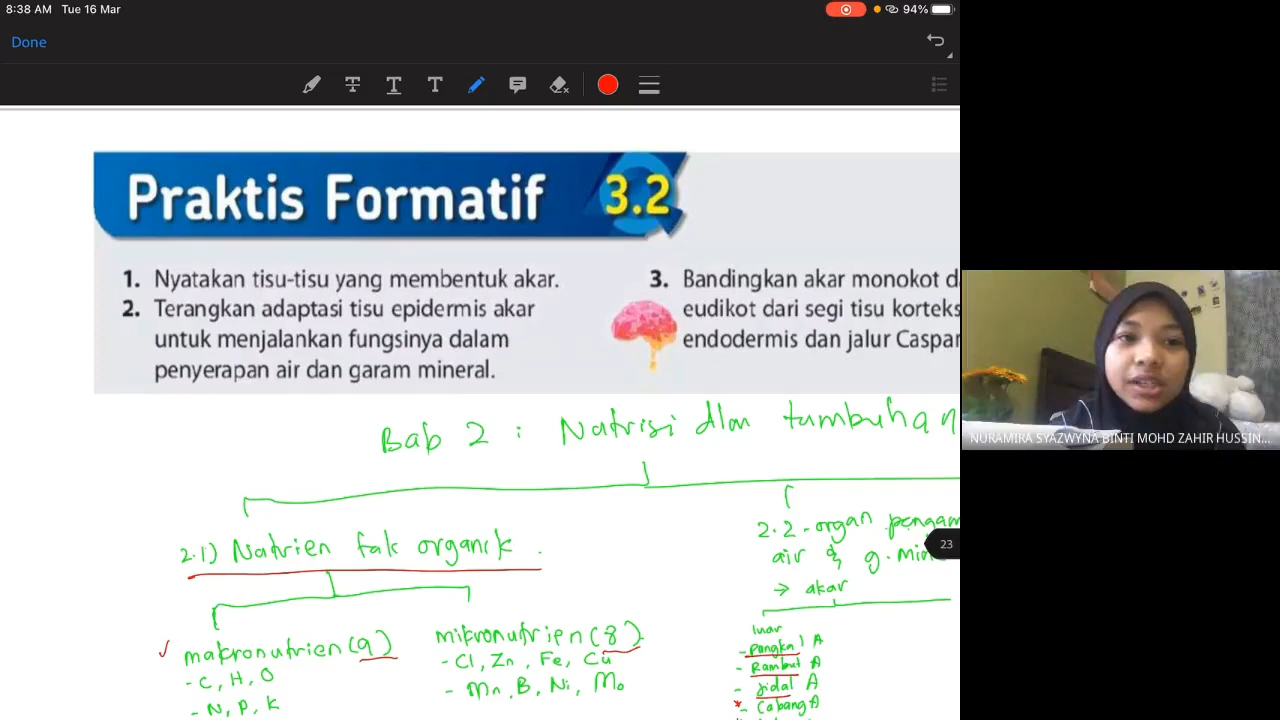 8:38 AM Tue 16 Mar
94%
Done
Praktis Formatif 3.2
1. Nyatakan tisu-tisu yang membentuk akar.
2. Terangkan adaptasi tisu epidermis akar
untuk menjalankan fungsinya dalam
penyerapan air dan garam mineral.
3. Bandingkan akar monokot d
eudikot dari segi tisu korteks
endodermis dan jalur Caspar
NURAMIRA SYAZWYNA BINTI MOHD ZAHIR HUSSIN...
Bab 2 : Natrisi dlm tumbuhan
2.1) Natrien tak organik.
2.2-organ pengam
air & g. min
23
→ akar
makronutrien (9)
- C, H, O
- N, P, K
mikronutrien (8)
- Cl, Zn, Fe, Cu
- Mn, B, Ni, Mo
luar
- pangkal A
- Rambut A
- sidal A
* - Cabang A